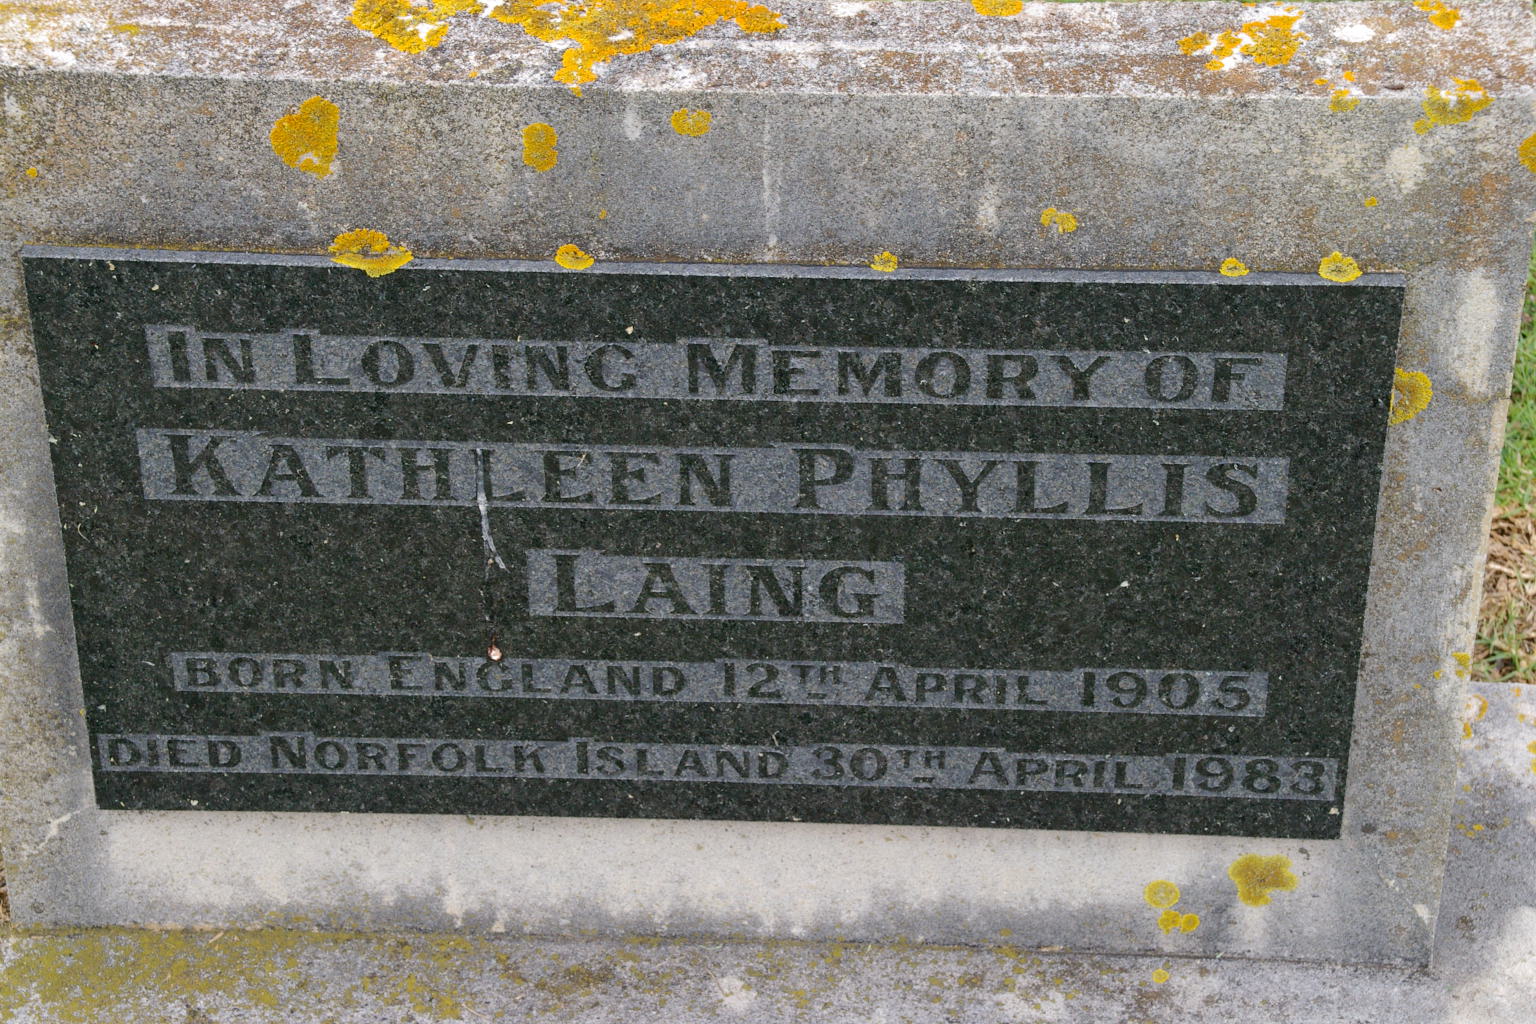 In Loving Memory of
Kathleen Phyllis
Laing
born England 12th April 1905
died Norfolk Island 30th April 1983